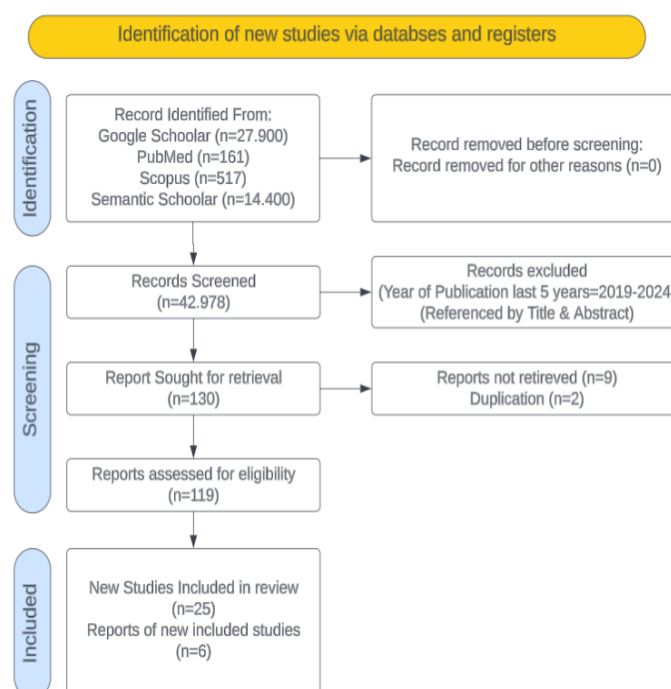 Identification of new studies via databses and registers
Identification
Record Identified From:
Google Schoolar (n=27.900)
PubMed (n=161)
Scopus (n=517)
Semantic Schoolar (n=14.400)
Record removed before screening:
Record removed for other reasons (n=0)
Screening
Records Screened
(n=42.978)
Records excluded
(Year of Publication last 5 years=2019-2024
(Referenced by Title & Abstract)
Report Sought for retrieval
(n=130)
Reports not retireved (n=9)
Duplication (n=2)
Reports assessed for eligibility
(n=119)
Included
New Studies Included in review
(n=25)
Reports of new included studies
(n=6)